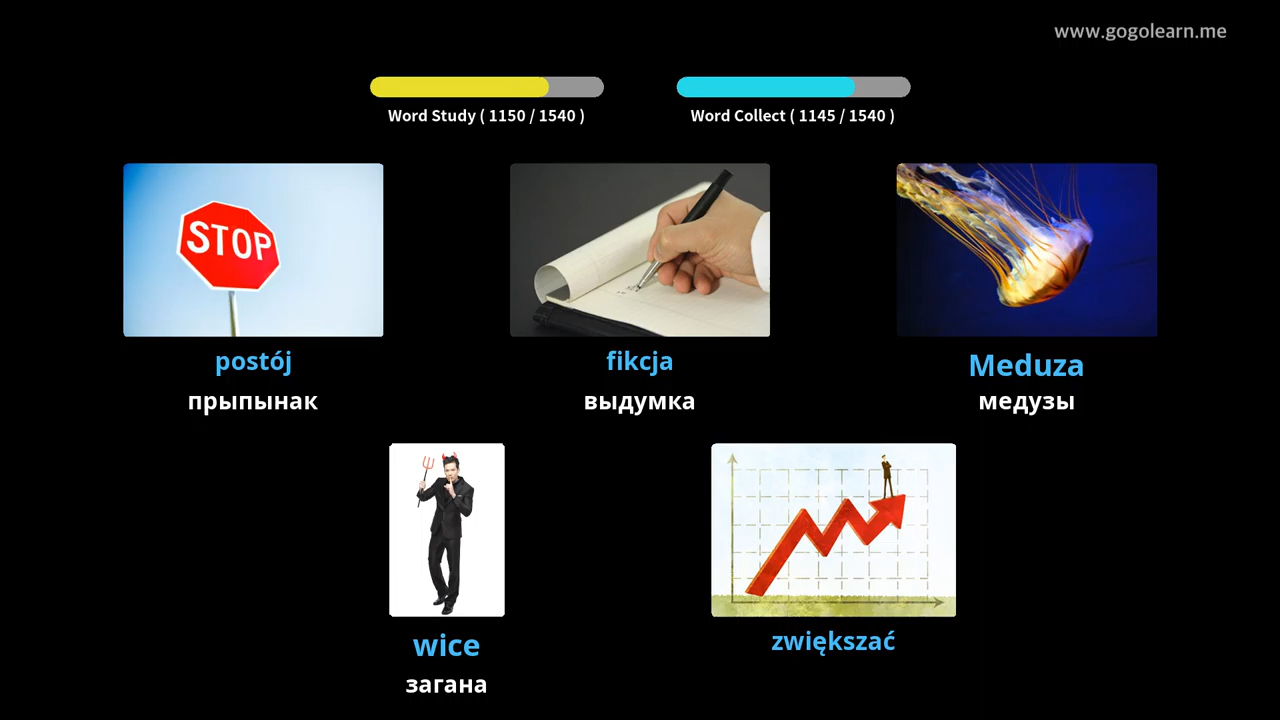 www.gogolearn.me
Word Study ( 1150 / 1540 )
Word Collect ( 1145 / 1540 )
STOP
postój
fikcja
Meduza
прыпынак
выдумка
медузы
wice
zwiększać
загана